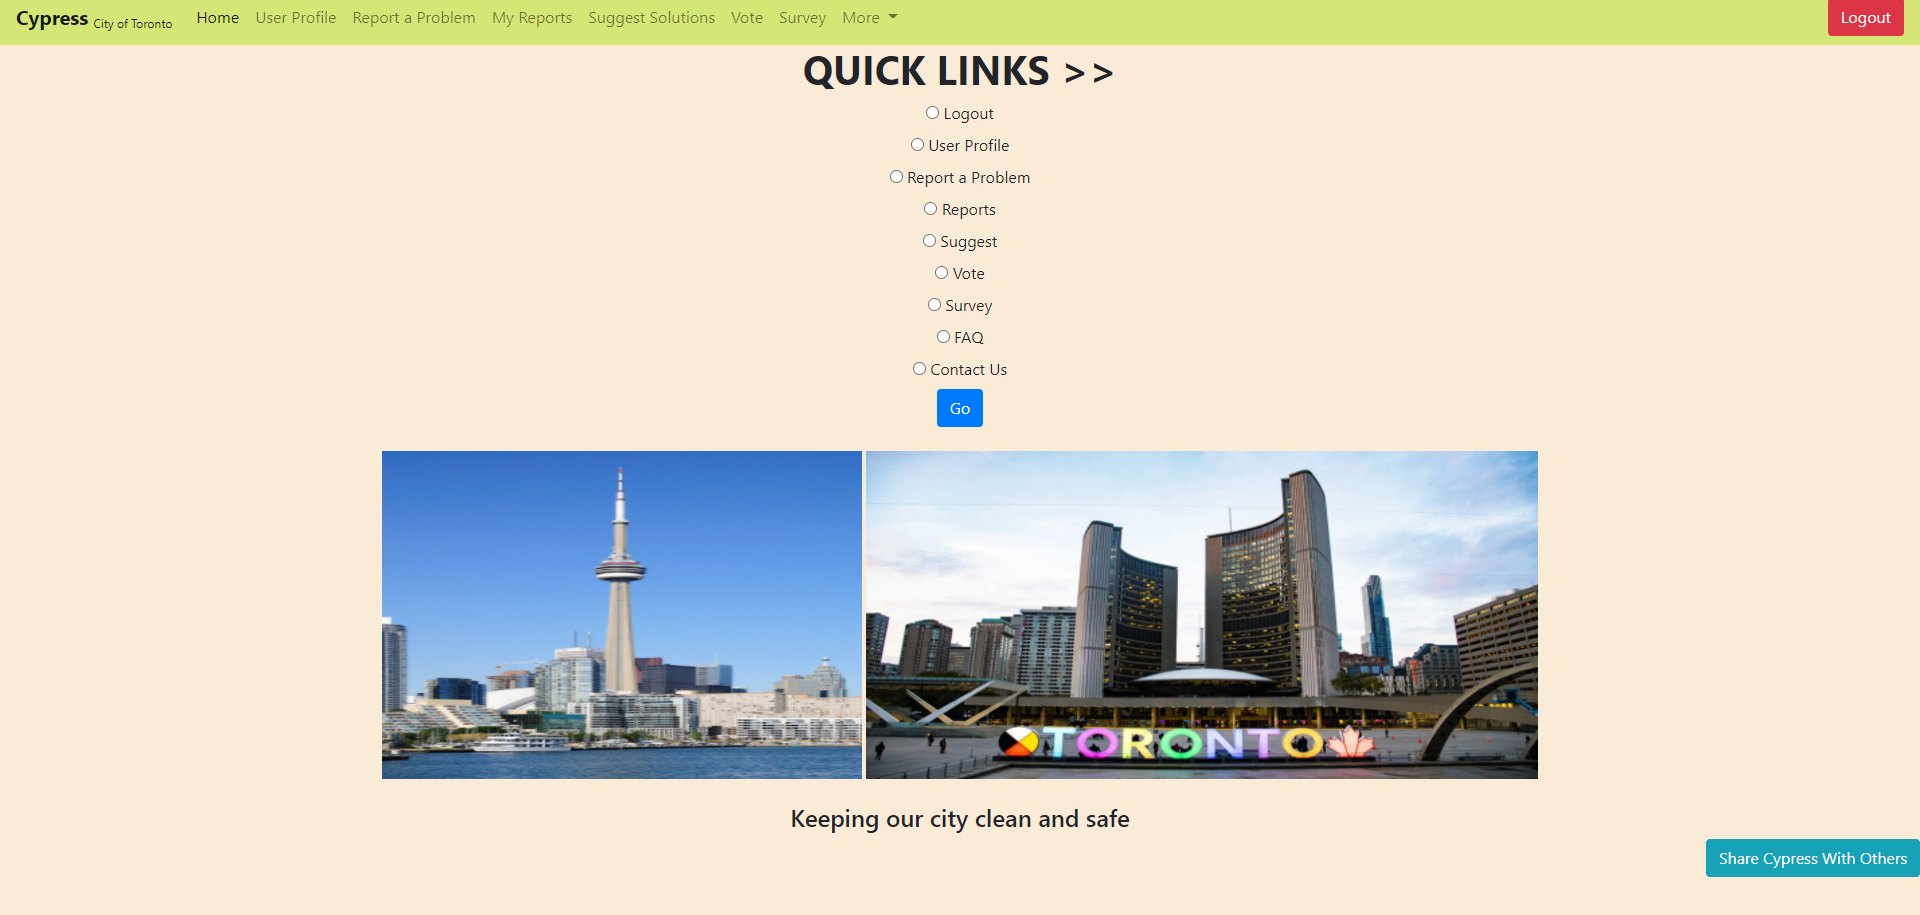 Cypress City of Toronto Home User Profile Report a Problem My Reports Suggest Solutions Vote Survey More Logout
QUICK LINKS >>
Logout
User Profile
Report a Problem
Reports
Suggest
Vote
Survey
FAQ
Contact Us
Go
TORONTO
Keeping our city clean and safe
Share Cypress With Others